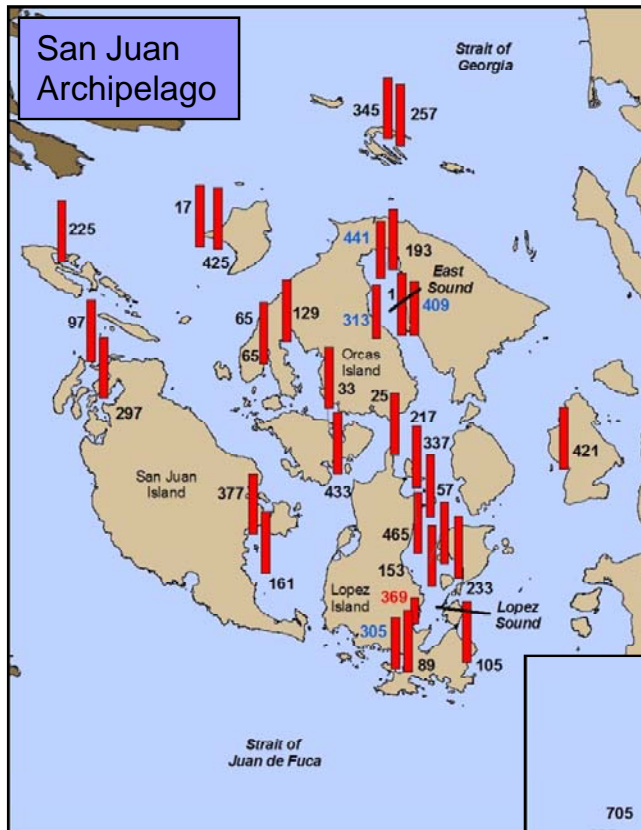 San Juan
Archipelago
Strait of
Georgia
345
257
17
425
225
441
193
East
Sound
1
409
313
129
65
65
97
297
Orcas
Island
33
25
217
337
421
433
San Juan
Island
377
57
465
161
153
233
Lopez
Island
369
Lopez
Sound
305
89
105
Strait of
Juan de Fuca
705